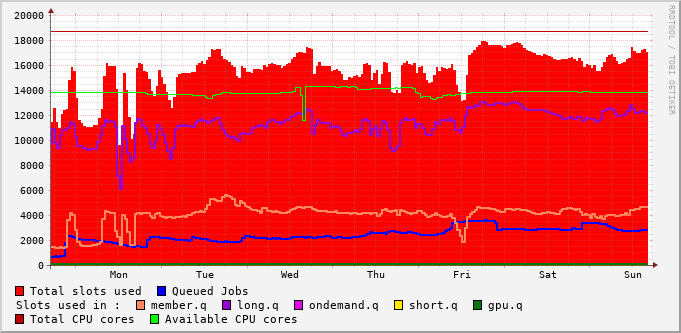 20000
18000
16000
14000
12000
10000
8000
6000
4000
2000
0
Mon Tue Wed Thu Fri Sat Sun
RRDTOOL / TOBI OETIKER
Total slots used Queued Jobs
Slots used in : member.q long.q ondemand.q short.q gpu.q
Total CPU cores Available CPU cores